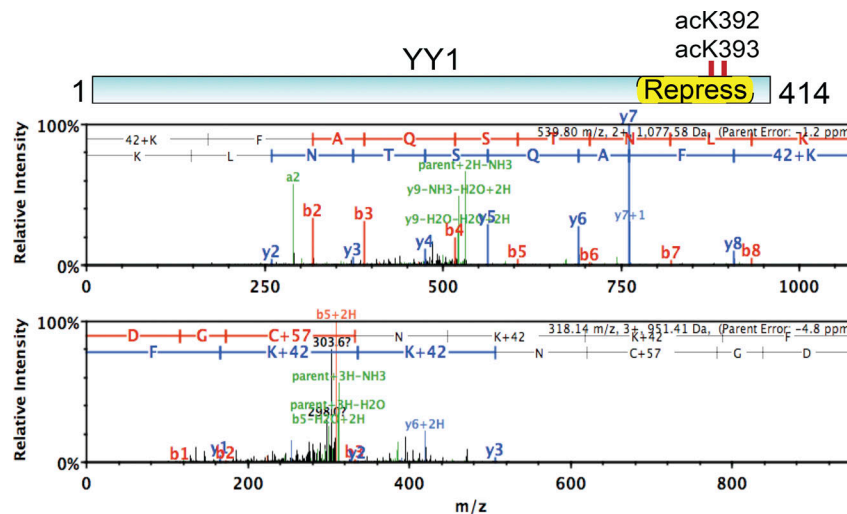 acK392
acK393
YY1
1 Repress 414
100%
0%
Relative Intensity
42+K F A Q S T N L K
539.80 m/z, 2+, 1,077.58 Da, (Parent Error: −1.2 ppm
K L N T S Q A F 42+K
y7
parent+2H-NH3
a2
y9-NH3-H2O+2H
y9-H2O-H2O+2H
y7+1
b2 b3 b4 y5 y6
y2 y3 y4 b5 b6 b7 y8 b8
0 250 500 750 1000
100%
0%
Relative Intensity
b5+2H
D G C+57 N K+42 K+42 F
318.14 m/z, 3+, 951.41 Da, (Parent Error: −4.8 ppm
303.6?
F K+42 K+42 N C+57 G D
parent+3H-NH3
parent+3H-H2O
298.0?
b5-H2O+2H
y6+2H
b1 y1 b2 b3 y2 y3
0 200 400 600 800
m/z